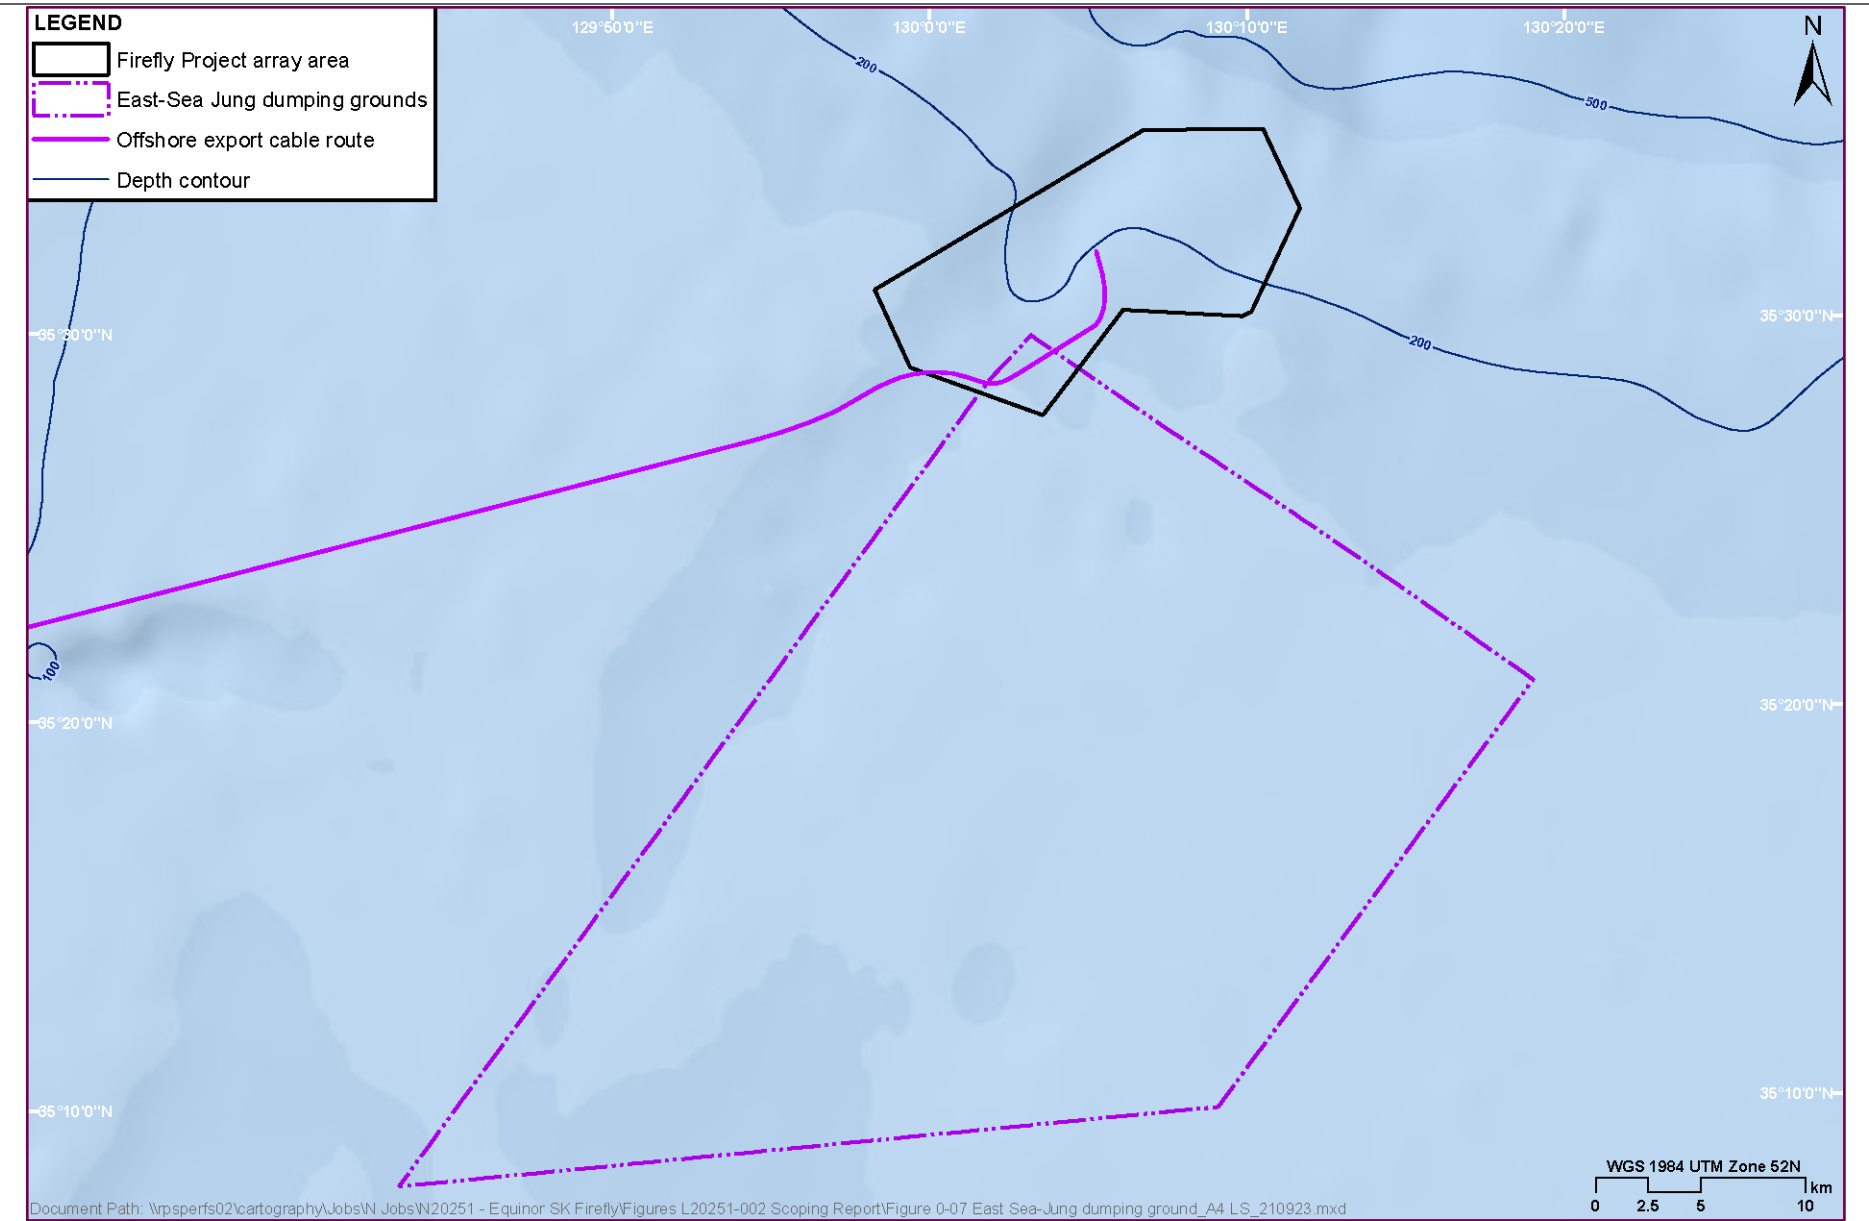 LEGEND
Firefly Project array area
East-Sea Jung dumping grounds
Offshore export cable route
Depth contour
129°50'0"E
130°0'0"E
130°10'0"E
130°20'0"E
N
200
500
200
100
35°30'0"N
35°30'0"N
35°20'0"N
35°20'0"N
35°10'0"N
35°10'0"N
WGS 1984 UTM Zone 52N
km
0 2.5 5 10
Document Path: \\rpsperfs02\cartography\Jobs\N Jobs\N20251 - Equinor SK Firefly\Figures L20251-002 Scoping Report\Figure 0-07 East Sea-Jung dumping ground_A4 LS_210923.mxd